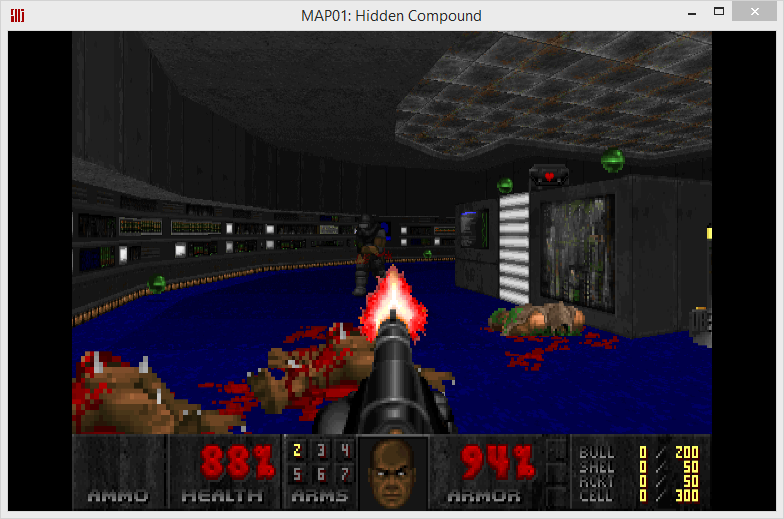 MAP01: Hidden Compound
88% 94%
2 3 4
5 6 7
AMMO HEALTH ARMS ARMOR
BULL 0 / 200
SHEL 0 / 50
RCKT 0 / 50
CELL 0 / 300